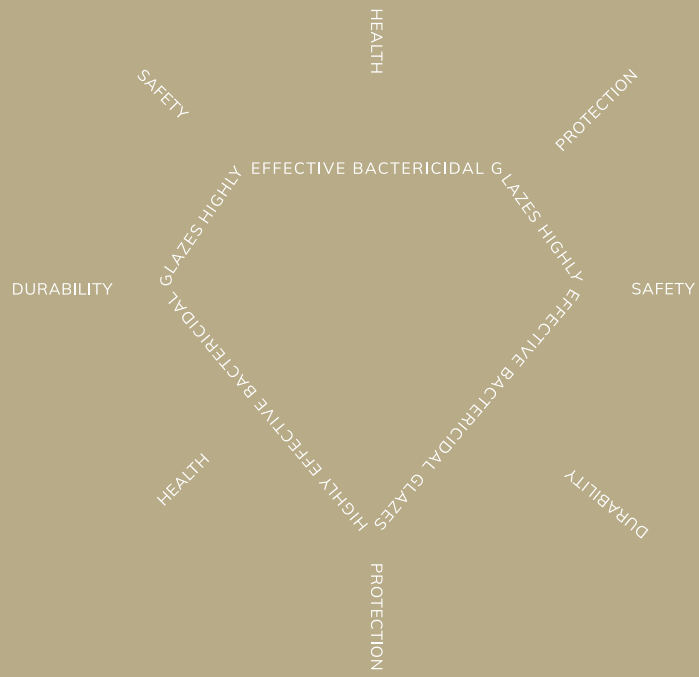 HEALTH
SAFETY
PROTECTION
HIGHLY EFFECTIVE BACTERICIDAL GLAZES HIGHLY EFFECTIVE BACTERICIDAL GLAZES HIGHLY EFFECTIVE BACTERICIDAL GLAZES
DURABILITY
SAFETY
HEALTH
DURABILITY
PROTECTION